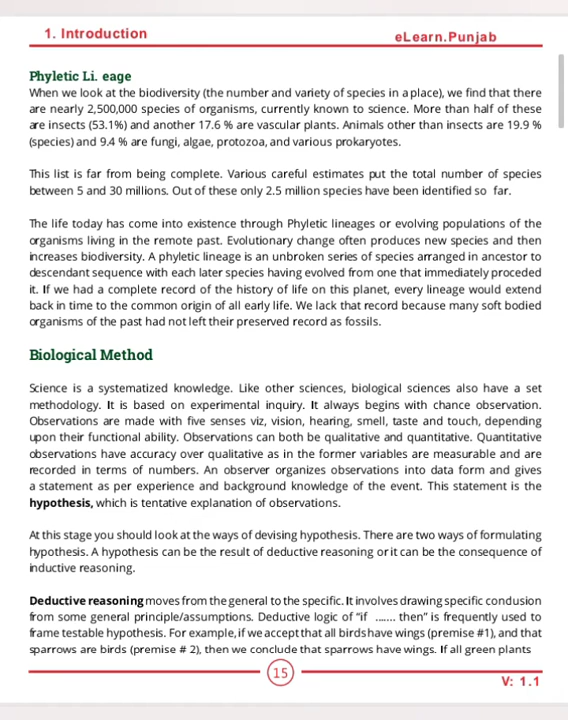 1. Introduction
eLearn.Punjab
Phyletic Li. eage
When we look at the biodiversity (the number and variety of species in a place), we find that there
are nearly 2,500,000 species of organisms, currently known to science. More than half of these
are insects (53.1%) and another 17.6 % are vascular plants. Animals other than insects are 19.9 %
(species) and 9.4 % are fungi, algae, protozoa, and various prokaryotes.
This list is far from being complete. Various careful estimates put the total number of species
between 5 and 30 millions. Out of these only 2.5 million species have been identified so far.
The life today has come into existence through Phyletic lineages or evolving populations of the
organisms living in the remote past. Evolutionary change often produces new species and then
increases biodiversity. A phyletic lineage is an unbroken series of species arranged in ancestor to
descendant sequence with each later species having evolved from one that immediately proceded
it. If we had a complete record of the history of life on this planet, every lineage would extend
back in time to the common origin of all early life. We lack that record because many soft bodied
organisms of the past had not left their preserved record as fossils.
Biological Method
Science is a systematized knowledge. Like other sciences, biological sciences also have a set
methodology. It is based on experimental inquiry. It always begins with chance observation.
Observations are made with five senses viz, vision, hearing, smell, taste and touch, depending
upon their functional ability. Observations can both be qualitative and quantitative. Quantitative
observations have accuracy over qualitative as in the former variables are measurable and are
recorded in terms of numbers. An observer organizes observations into data form and gives
a statement as per experience and background knowledge of the event. This statement is the
hypothesis, which is tentative explanation of observations.
At this stage you should look at the ways of devising hypothesis. There are two ways of formulating
hypothesis. A hypothesis can be the result of deductive reasoning or it can be the consequence of
inductive reasoning.
Deductive reasoning moves from the general to the specific. It involves drawing specific conclusion
from some general principle/assumptions. Deductive logic of "if ....... then" is frequently used to
frame testable hypothesis. For example, if we accept that all birds have wings (premise #1), and that
sparrows are birds (premise # 2), then we conclude that sparrows have wings. If all green plants
15
V: 1.1